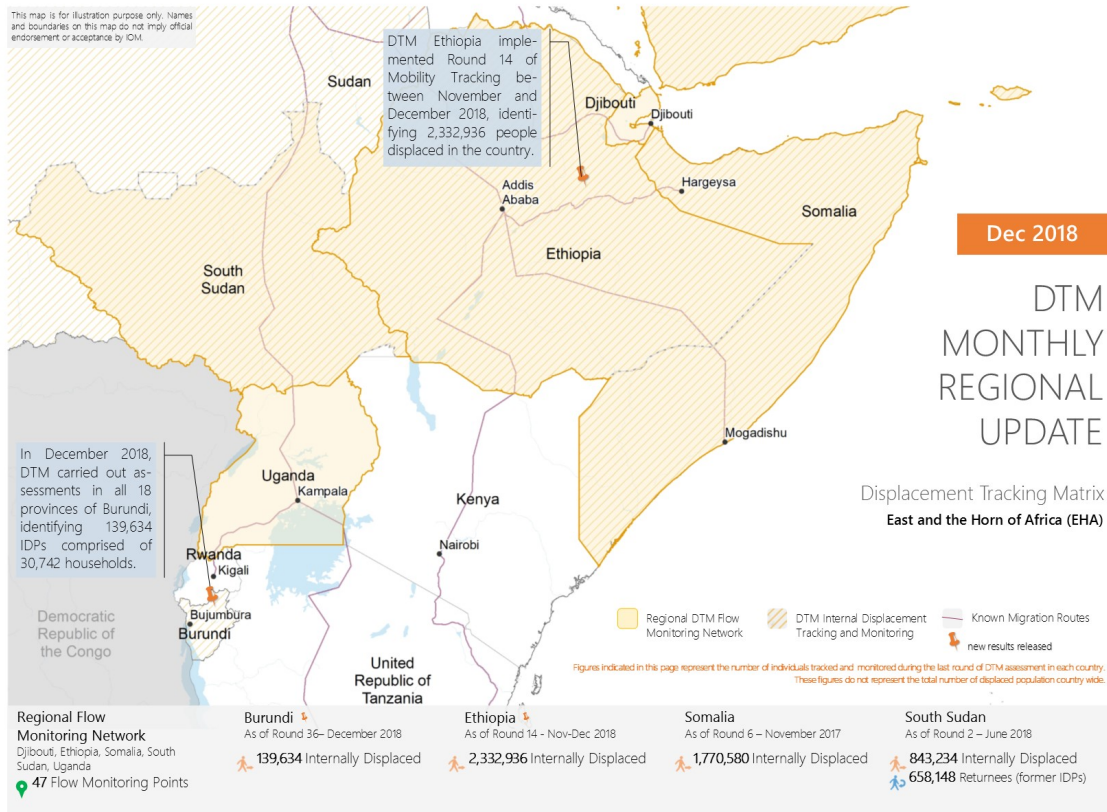 This map is for illustration purpose only. Names
and boundaries on this map do not imply official
endorsement or acceptance by IOM.
DTM Ethiopia imple-
mented Round 14 of
Mobility Tracking be-
tween November and
December 2018, identi-
fying 2,332,936 people
displaced in the country.
Sudan
Djibouti
Djibouti
Addis
Ababa
Hargeysa
Somalia
Ethiopia
South
Sudan
Dec 2018
DTM
MONTHLY
REGIONAL
UPDATE
Displacement Tracking Matrix
East and the Horn of Africa (EHA)
Mogadishu
In December 2018,
DTM carried out as-
sessments in all 18
provinces of Burundi,
identifying 139,634
IDPs comprised of
30,742 households.
Uganda
Kampala
Kenya
Nairobi
Rwanda
Kigali
Bujumbura
Burundi
Democratic
Republic of
the Congo
United
Republic of
Tanzania
Regional DTM Flow
Monitoring Network
DTM Internal Displacement
Tracking and Monitoring
Known Migration Routes
new results released
Figures indicated in this page represent the number of individuals tracked and monitored during the last round of DTM assessment in each country.
These figures do not represent the total number of displaced population country wide.
Regional Flow
Monitoring Network
Djibouti, Ethiopia, Somalia, South
Sudan, Uganda
47 Flow Monitoring Points
Burundi
As of Round 36– December 2018
139,634 Internally Displaced
Ethiopia
As of Round 14 - Nov-Dec 2018
2,332,936 Internally Displaced
Somalia
As of Round 6 – November 2017
1,770,580 Internally Displaced
South Sudan
As of Round 2 – June 2018
843,234 Internally Displaced
658,148 Returnees (former IDPs)